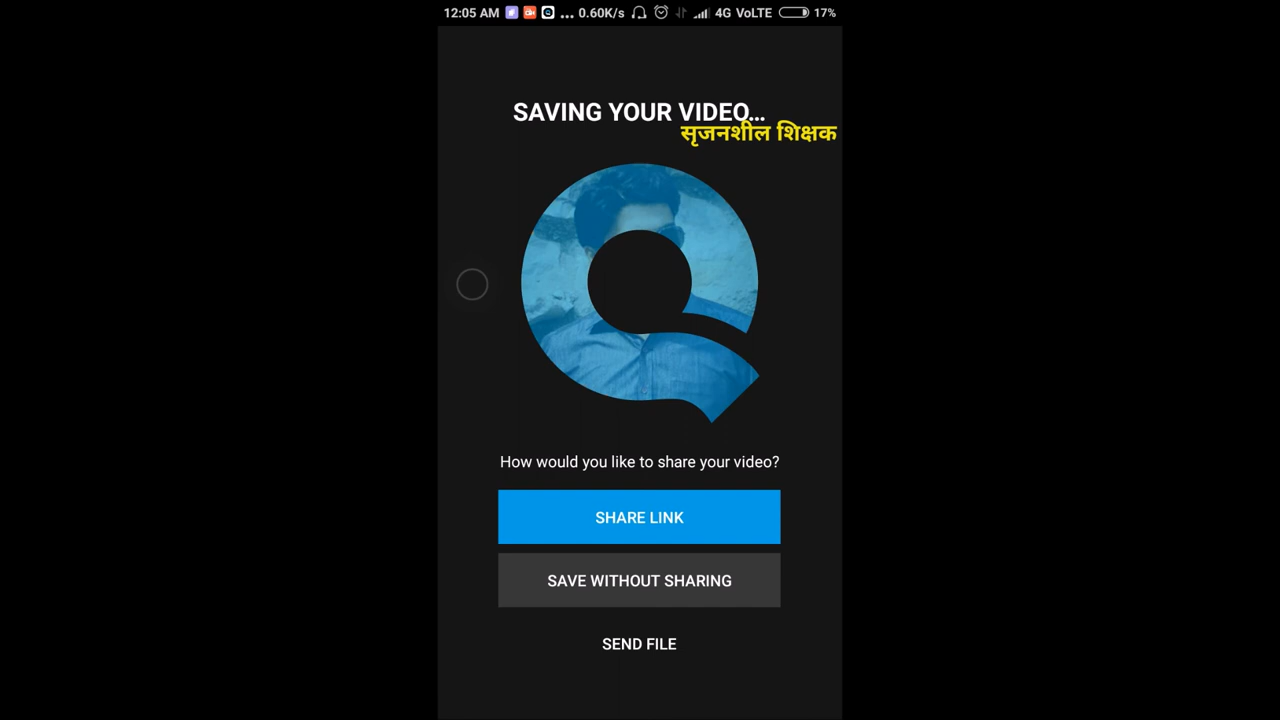 12:05 AM ... 0.60K/s 4G VoLTE 17%
SAVING YOUR VIDEO...
सृजनशील शिक्षक
How would you like to share your video?
SHARE LINK
SAVE WITHOUT SHARING
SEND FILE